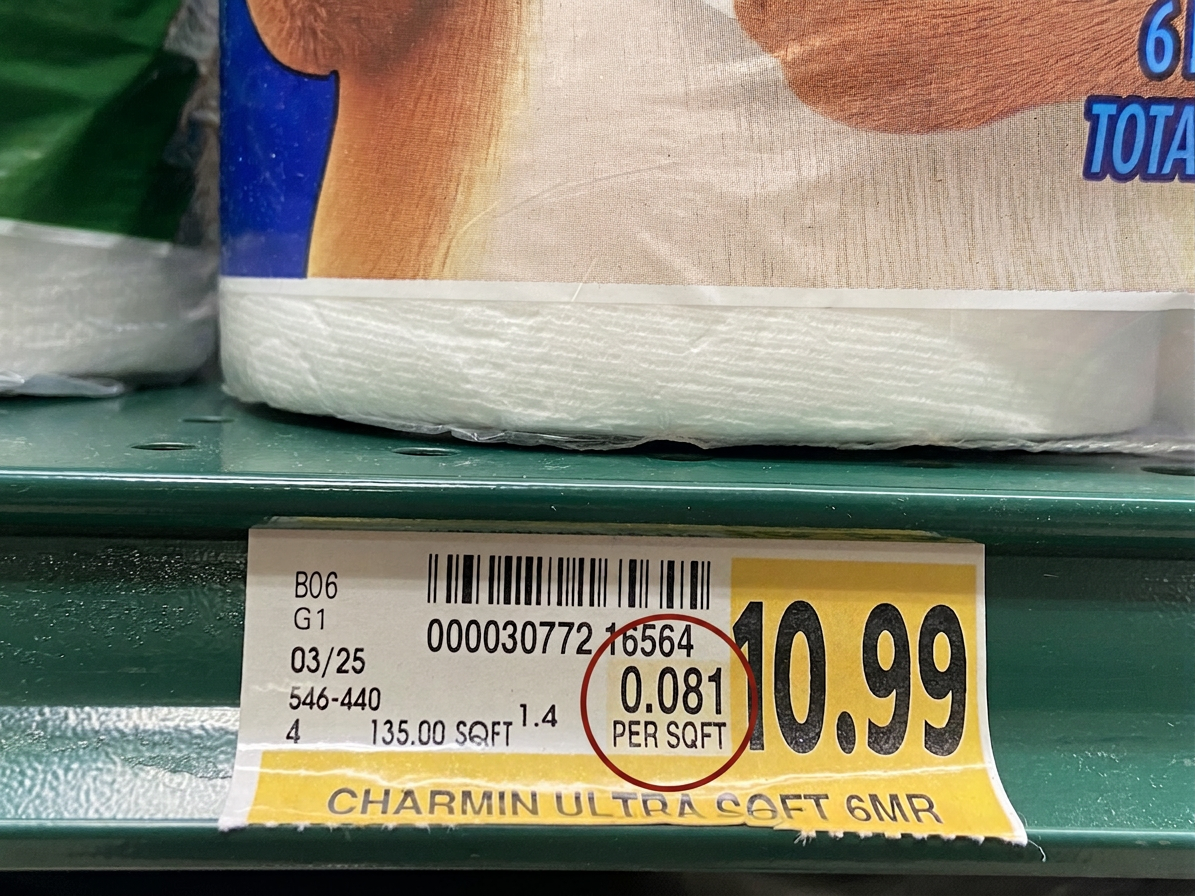 6
TOTA
B06
G1
03/25
546-440
4
000030772 16564
0.081
PER SQFT
135.00 SQFT
1.4
10.99
CHARMIN ULTRA SOFT 6MR